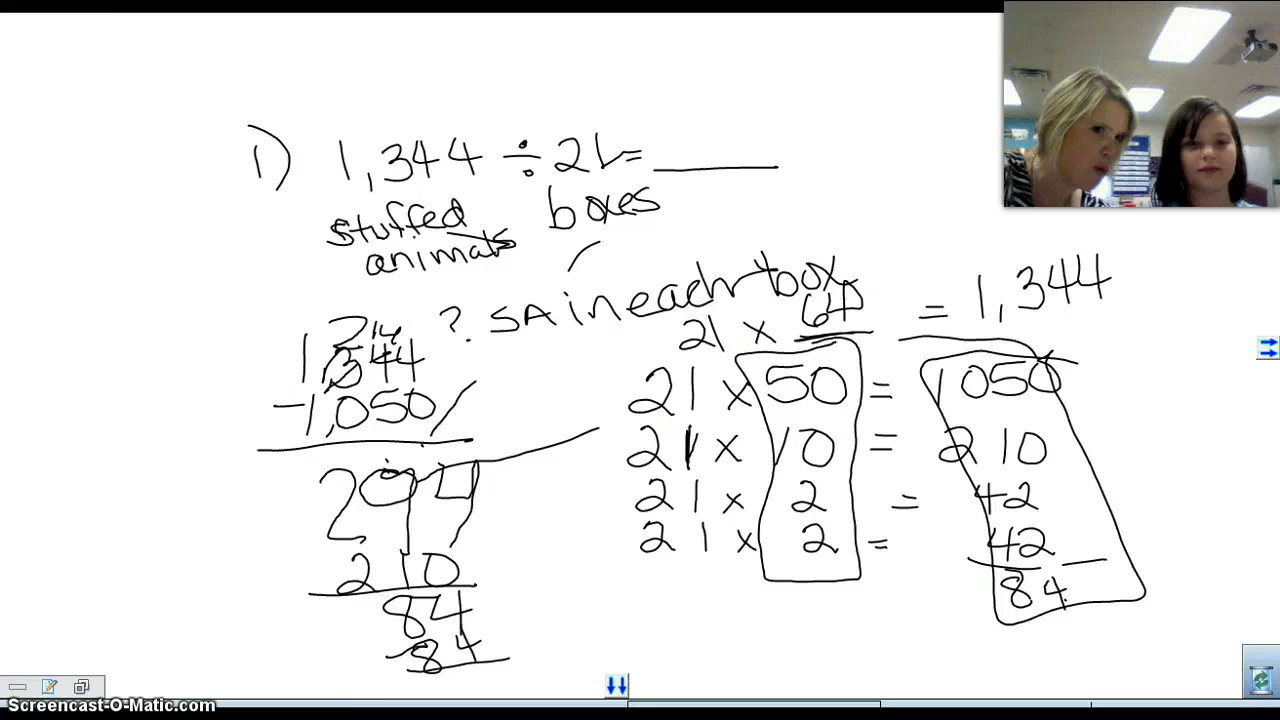 1) 1,344 ÷ 21 = ______
stuffed animals
boxes
? SA in each box
21 x 64 = 1,344
21 x 50 = 1050
21 x 10 = 210
21 x 2 = 42
21 x 2 = 42
84
214
1,344
-1,050
294
210
84
-84
Screencast-O-Matic.com